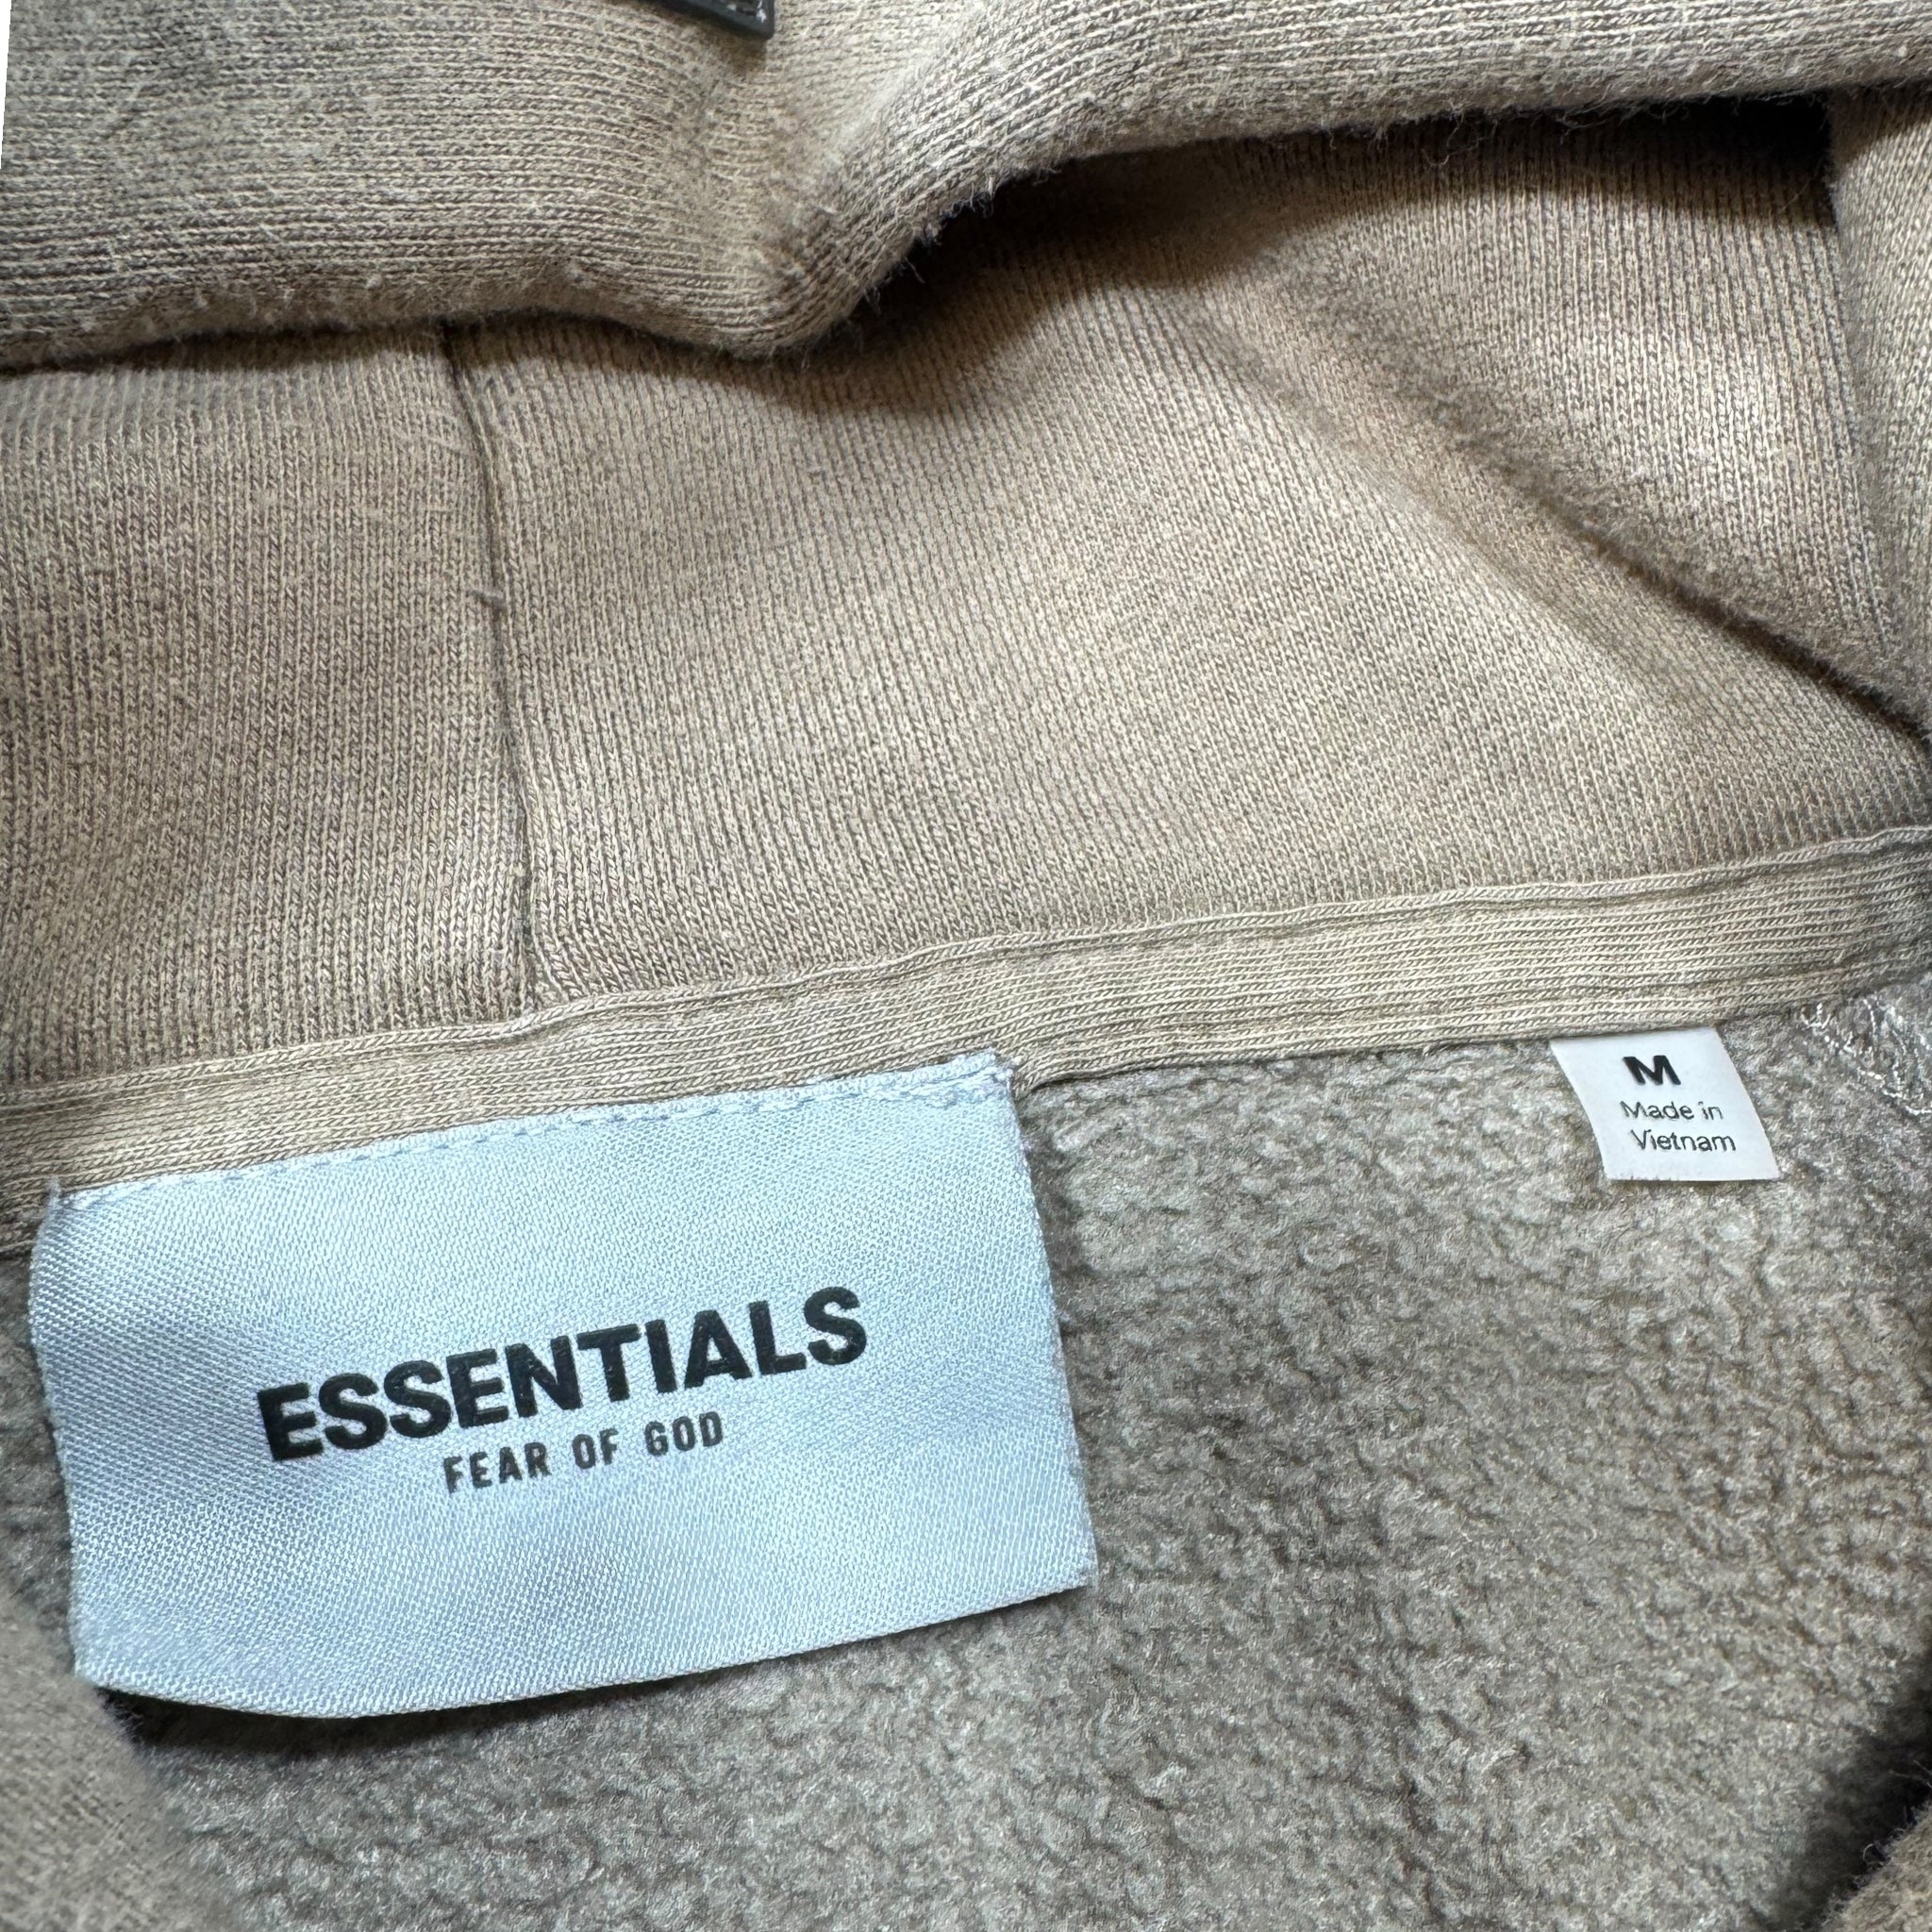 ESSENTIALS
FEAR OF GOD
M
Made in
Vietnam